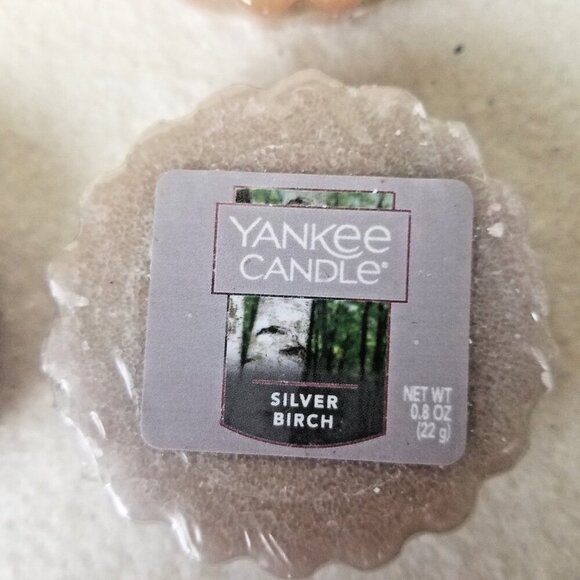 YANKEE
CANDLE®
SILVER
BIRCH
NET WT
0.8 OZ
(22 g)